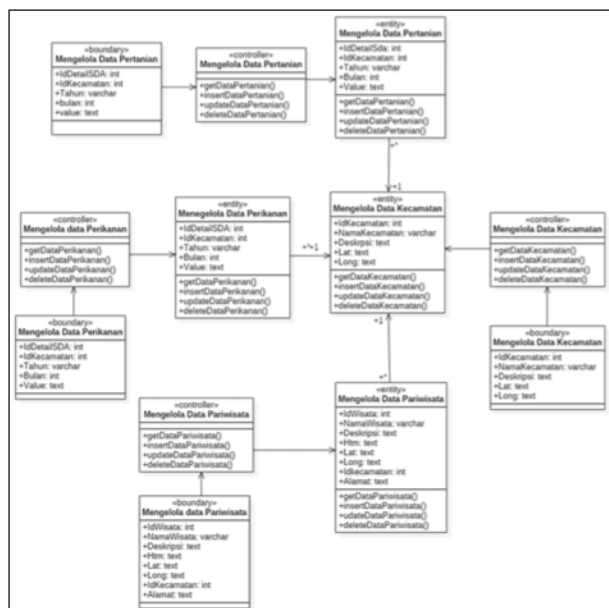 «boundary»
Mengelola Data Pertanian
+IdDetailSDA: int
+IdKecamatan: int
+Tahun: varchar
+bulan: int
+value: text
«controller»
Mengelola Data Pertanian
+getDataPertanian()
+insertDataPertanian()
+updateDataPertanian()
+deleteDataPertanian()
«entity»
Mengelola Data Pertanian
+IdDetailSda: int
+IdKecamatan: int
+Tahun: varchar
+Bulan: int
+Value: text
+getDataPertanian()
+insertDataPertanian()
+updateDataPertanian()
+deleteDataPertanian()
+*
+1
«controller»
Mengelola data Perikanan
+getDataPerikanan()
+insertDataPerikanan()
+updateDataPerikanan()
+deleteDataPerikanan()
«entity»
Menegelola Data Perikanan
+IdDetailSDA: int
+IdKecamatan: int
+Tahun: varchar
+Bulan: int
+Value: text
+getDataPerikanan()
+insertDataPerikanan()
+updateDataPerikanan()
+deleteDataPerikanan()
+*+1
«entity»
Mengelola Data Kecamatan
+IdKecamatan: int
+NamaKecamatan: varchar
+Deskrpsi: text
+Lat: text
+Long: text
+getDataKecamatan()
+insertDataKecamatan()
+updateDataKecamatan()
+deleteDataKecamatan()
«controller»
Mengelola Data Kecamatan
+getDataKecamatan()
+insertDataKecamatan()
+updateDataKecamatan()
+deleteDataKecamatan()
«boundary»
Mengelola Data Perikanan
+IdDetailSDA: int
+IdKecamatan: int
+Tahun: varchar
+Bulan: int
+Value: text
«boundary»
Mengelola Data Kecamatan
+IdKecamatan: int
+NamaKecamatan: varchar
+Deskripsi: text
+Lat: text
+Long: text
+1
+*
«controller»
Mengelola Data Pariwisata
+getDataPariwisata()
+insertDataPariwisata()
+updateDataPariwisata()
+deleteDataPariwisata()
«entity»
Mengelola Data Pariwisata
+IdWisata: int
+NamaWisata: varchar
+Deskripsi: text
+Htm: text
+Lat: text
+Long: text
+Idkecamatan: int
+Alamat: text
+getDataPariwisata()
+insertDataPariwisata()
+udateDataPariwisata()
+deleteDataPariwisata()
«boundary»
Mengelola data Pariwisata
+IdWisata: int
+NamaWisata: varchar
+Deskripsi: text
+Htm: text
+Lat: text
+Long: text
+IdKecamatan: int
+Alamat: text